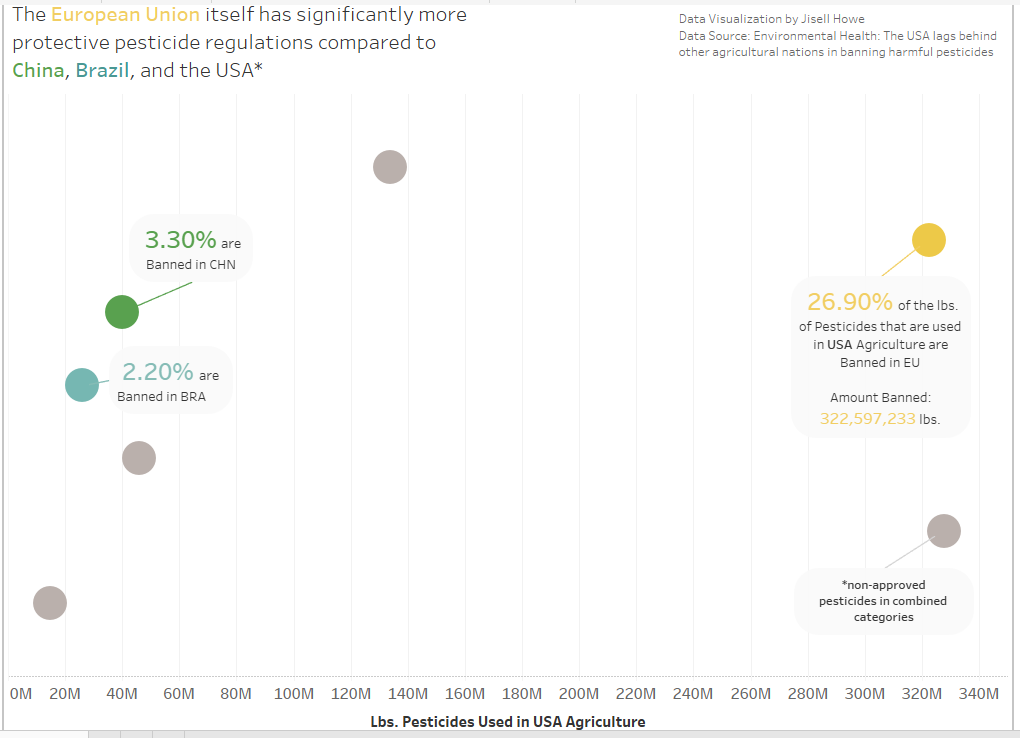 The European Union itself has significantly more
protective pesticide regulations compared to
China, Brazil, and the USA*
Data Visualization by Jisell Howe
Data Source: Environmental Health: The USA lags behind
other agricultural nations in banning harmful pesticides
3.30% are
Banned in CHN
26.90% of the lbs.
of Pesticides that are used
in USA Agriculture are
Banned in EU
Amount Banned:
322,597,233 lbs.
2.20% are
Banned in BRA
*non-approved
pesticides in combined
categories
0M 20M 40M 60M 80M 100M 120M 140M 160M 180M 200M 220M 240M 260M 280M 300M 320M 340M
Lbs. Pesticides Used in USA Agriculture